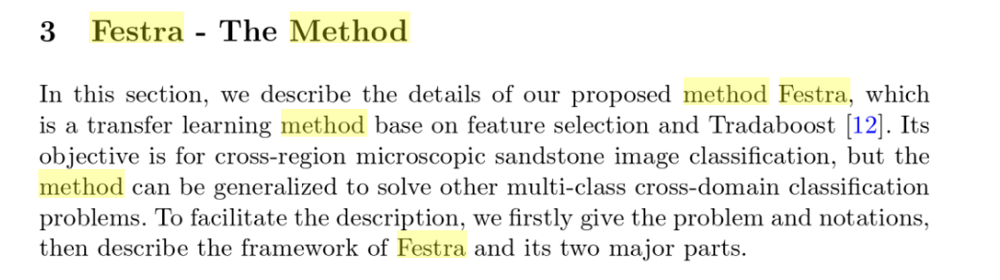 3 Festra - The Method
In this section, we describe the details of our proposed method Festra, which
is a transfer learning method base on feature selection and Tradaboost [12]. Its
objective is for cross-region microscopic sandstone image classification, but the
method can be generalized to solve other multi-class cross-domain classification
problems. To facilitate the description, we firstly give the problem and notations,
then describe the framework of Festra and its two major parts.